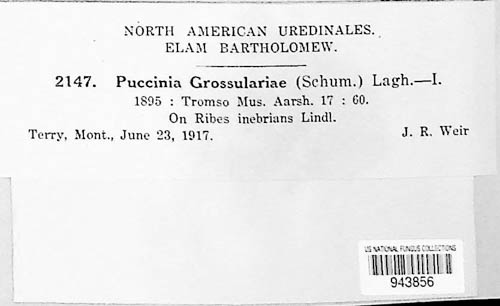 NORTH AMERICAN UREDINALES.
ELAM BARTHOLOMEW.
2147. Puccinia Grossulariae (Schum.) Lagh.—I.
1895 : Tromso Mus. Aarsh. 17 : 60.
On Ribes inebrians Lindl.
Terry, Mont., June 23, 1917. J. R. Weir
US NATIONAL FUNGUS COLLECTIONS
943856